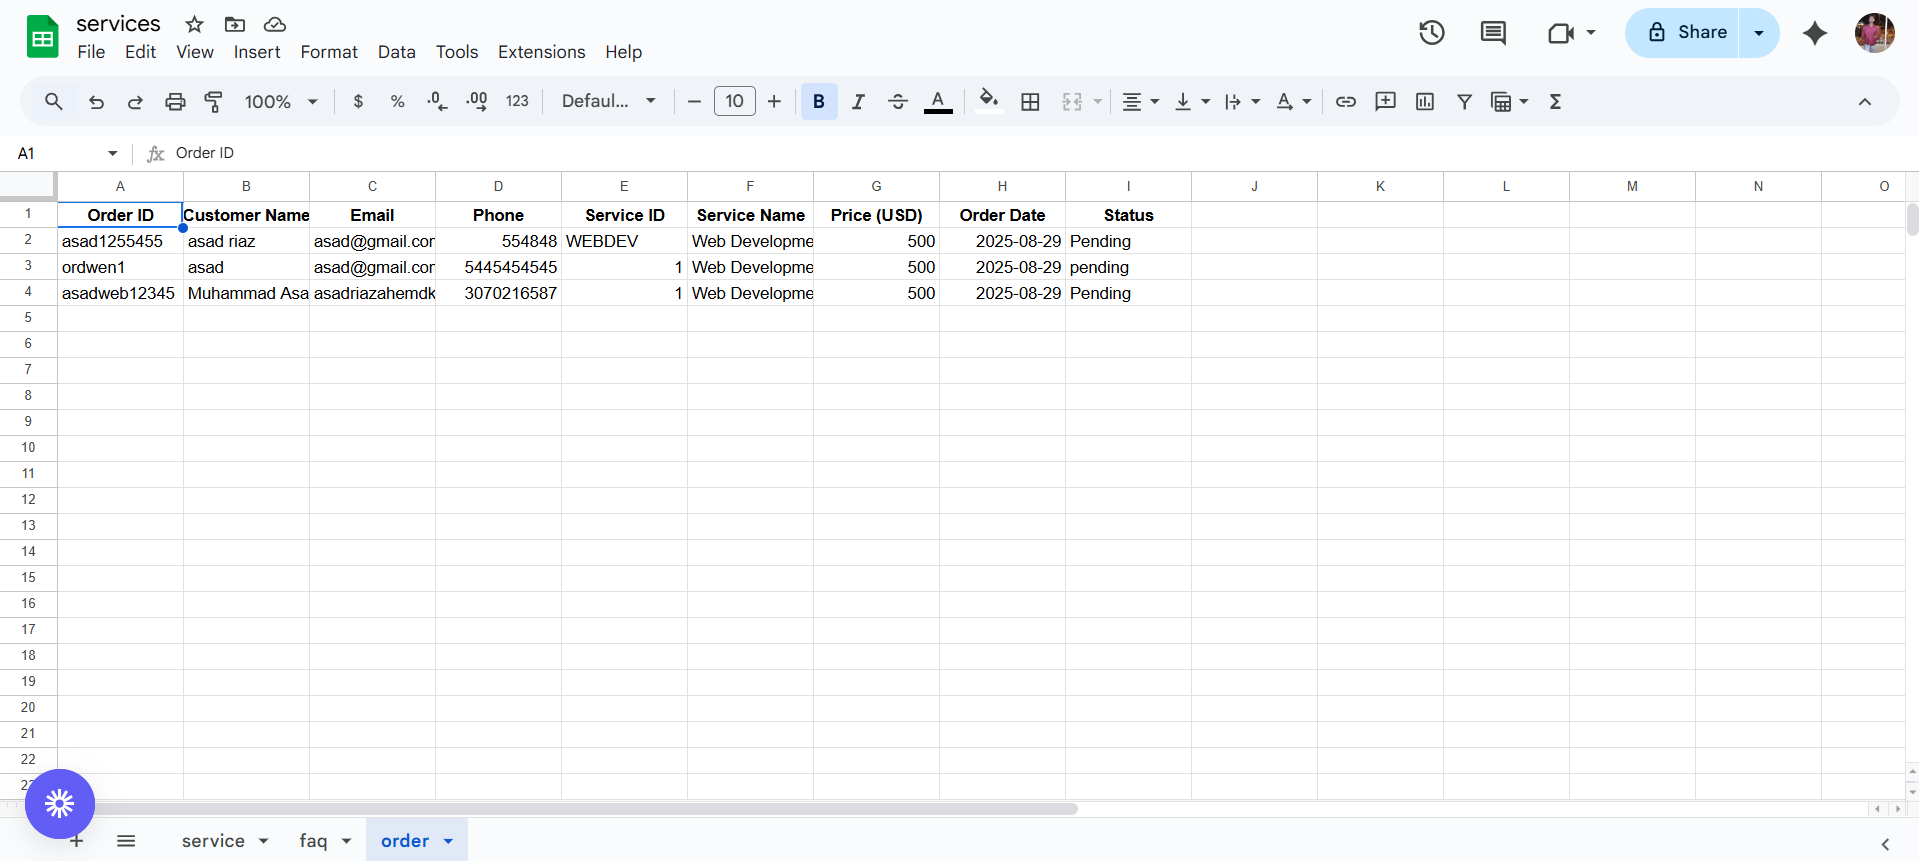 services
File Edit View Insert Format Data Tools Extensions Help
Share
100% $ % .0 .00 123 Defaul... 10 B I A Σ
A1 fx Order ID
A B C D E F G H I J K L M N O
1 Order ID Customer Name Email Phone Service ID Service Name Price (USD) Order Date Status
2 asad1255455 asad riaz asad@gmail.cor 554848 WEBDEV Web Developme 500 2025-08-29 Pending
3 ordwen1 asad asad@gmail.cor 5445454545 1 Web Developme 500 2025-08-29 pending
4 asadweb12345 Muhammad Asa asadriazahemdk 3070216587 1 Web Developme 500 2025-08-29 Pending
5
6
7
8
9
10
11
12
13
14
15
16
17
18
19
20
21
22
service faq order